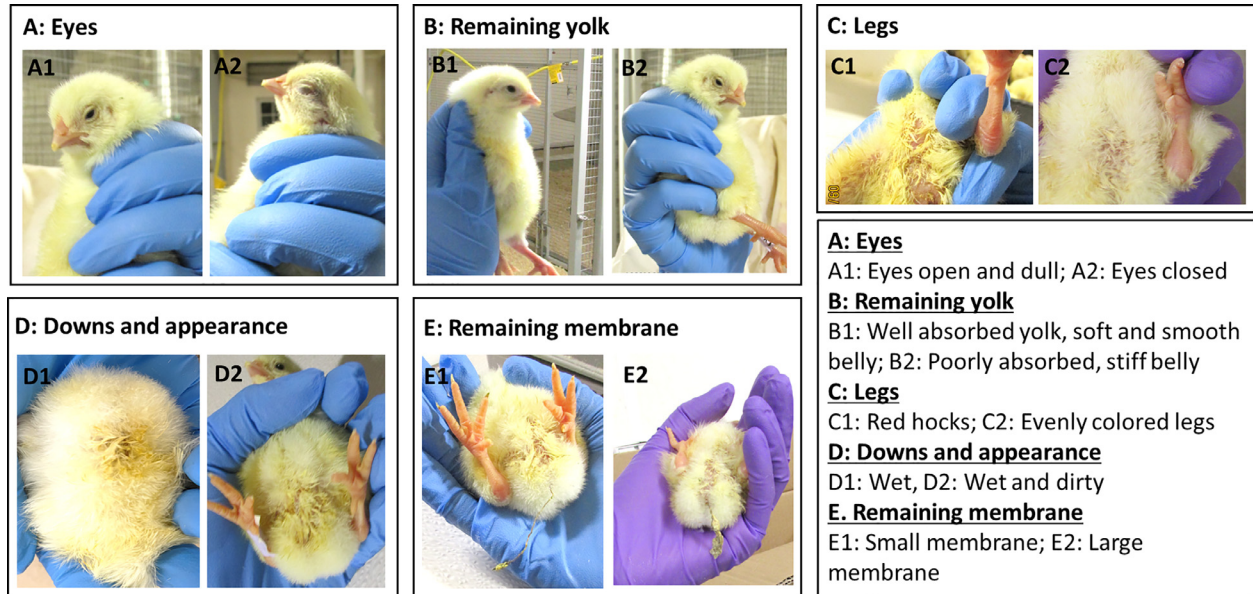 A: Eyes
A1
A2
B: Remaining yolk
B1
B2
C: Legs
C1
C2
D: Downs and appearance
D1
D2
E: Remaining membrane
E1
E2
A: Eyes
A1: Eyes open and dull; A2: Eyes closed
B: Remaining yolk
B1: Well absorbed yolk, soft and smooth
belly; B2: Poorly absorbed, stiff belly
C: Legs
C1: Red hocks; C2: Evenly colored legs
D: Downs and appearance
D1: Wet, D2: Wet and dirty
E. Remaining membrane
E1: Small membrane; E2: Large
membrane